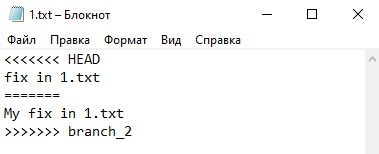 1.txt – Блокнот
Файл Правка Формат Вид Справка
<<<<<<< HEAD
fix in 1.txt
=======
My fix in 1.txt
>>>>>>> branch_2